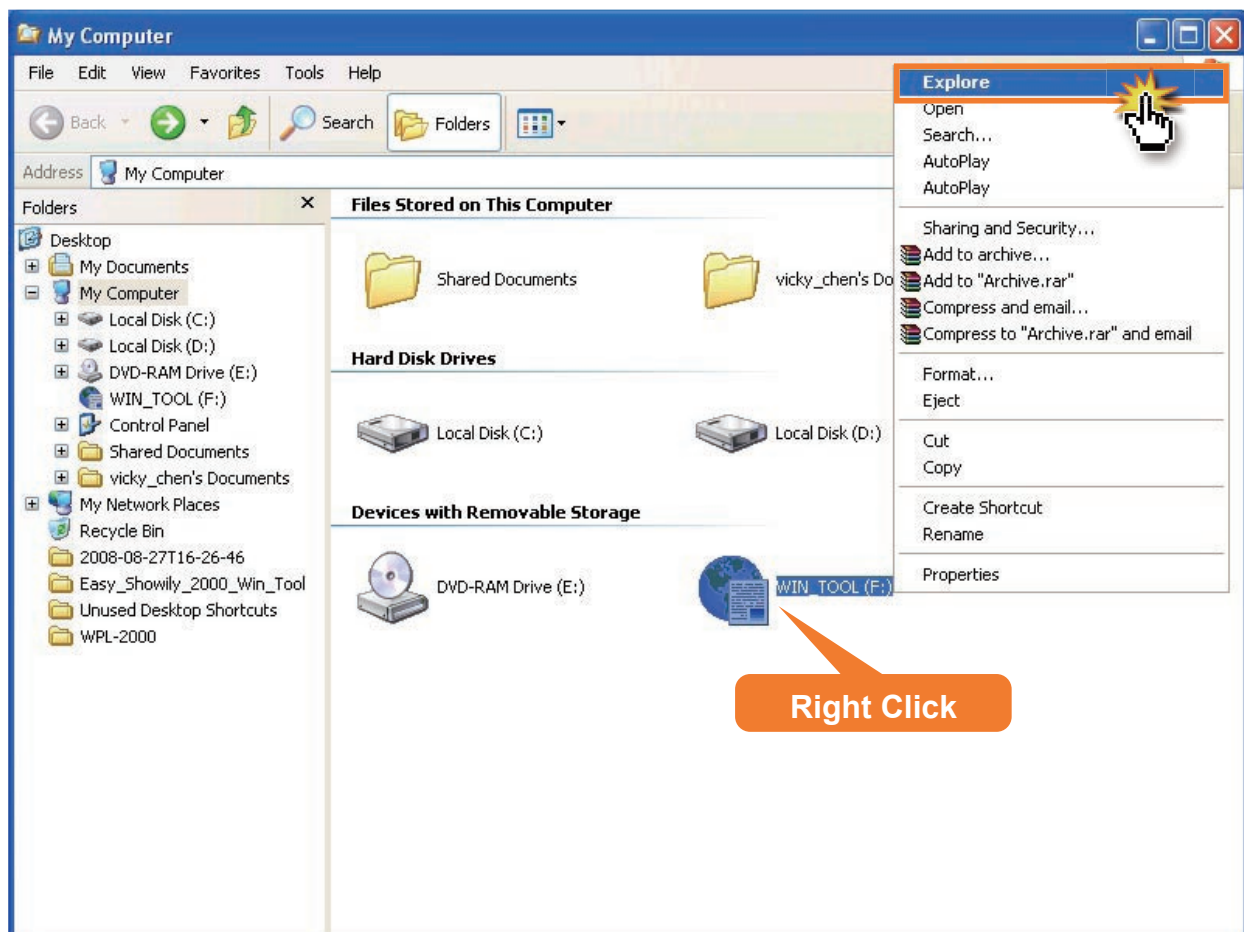 My Computer
File Edit View Favorites Tools Help
Back Search Folders
Address My Computer
Folders
Desktop
My Documents
My Computer
Local Disk (C:)
Local Disk (D:)
DVD-RAM Drive (E:)
WIN_TOOL (F:)
Control Panel
Shared Documents
vicky_chen's Documents
My Network Places
Recycle Bin
2008-08-27T16-26-46
Easy_Showily_2000_Win_Tool
Unused Desktop Shortcuts
WPL-2000
Files Stored on This Computer
Shared Documents
vicky_chen's Do
Hard Disk Drives
Local Disk (C:)
Local Disk (D:)
Devices with Removable Storage
DVD-RAM Drive (E:)
WIN_TOOL (F:)
Right Click
Explore
Open
Search...
AutoPlay
AutoPlay
Sharing and Security...
Add to archive...
Add to "Archive.rar"
Compress and email...
Compress to "Archive.rar" and email
Format...
Eject
Cut
Copy
Create Shortcut
Rename
Properties